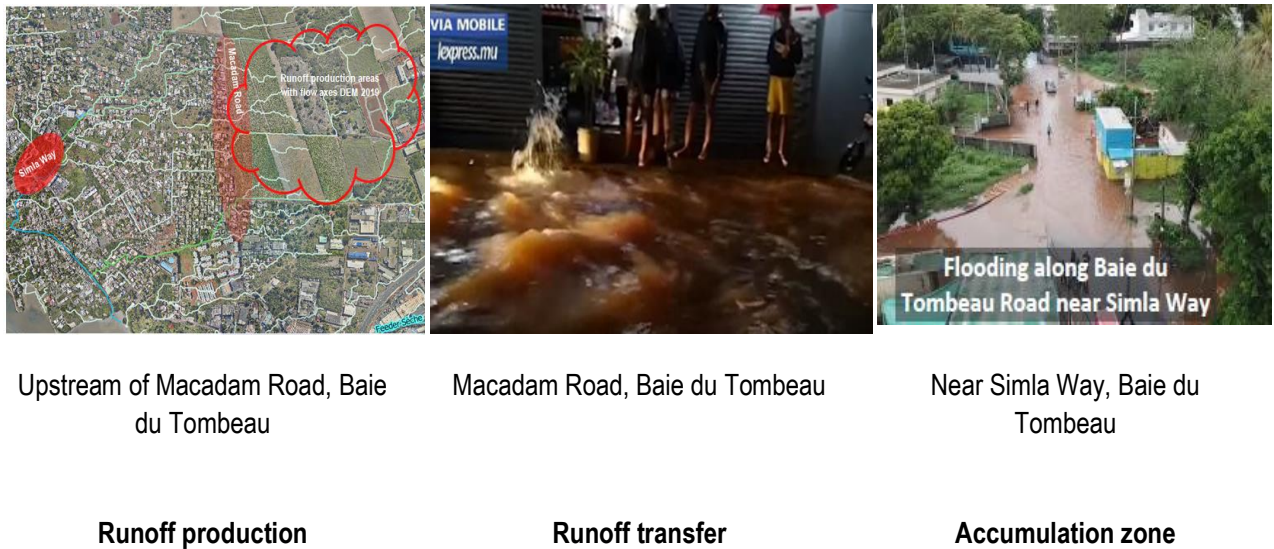 Macadam Road
Runoff production areas
with flow axes DEM 2019
Simla Way
Feeder-Sèche
VIA MOBILE
lexpress.mu
Flooding along Baie du
Tombeau Road near Simla Way
Upstream of Macadam Road, Baie
du Tombeau
Macadam Road, Baie du Tombeau
Near Simla Way, Baie du
Tombeau
Runoff production
Runoff transfer
Accumulation zone